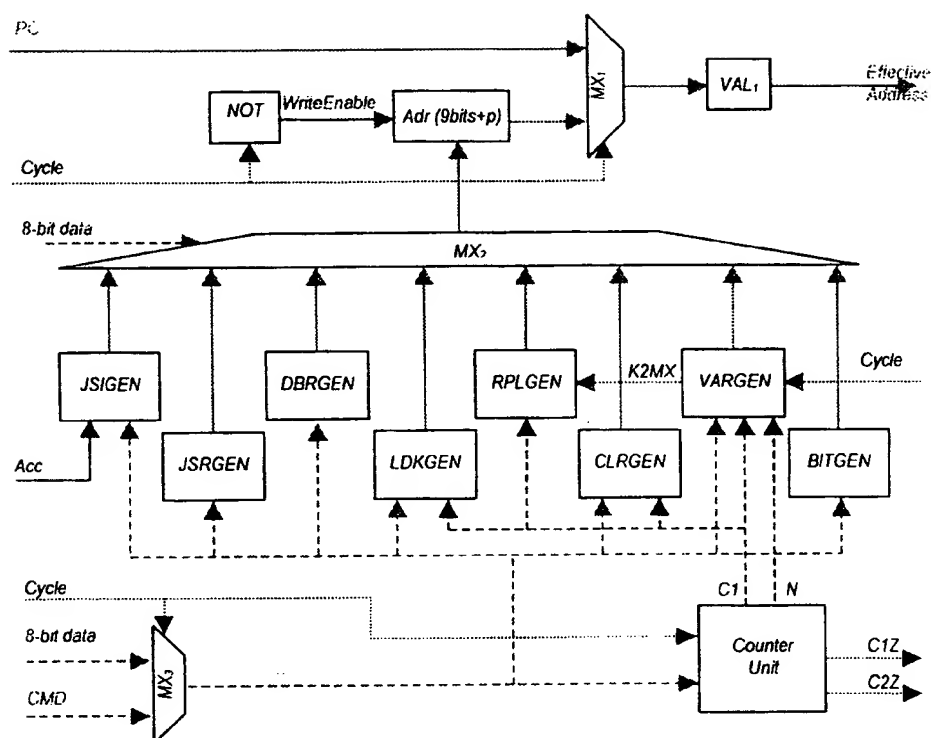 PC
MX₁
VAL₁
Effective
Address
NOT
WriteEnable
Adr (9bits+p)
Cycle
8-bit data
MX₂
JSIGEN
DBRGEN
RPLGEN
K2MX
VARGEN
Cycle
Acc
JSRGEN
LDKGEN
CLRGEN
BITGEN
Cycle
C1
N
8-bit data
CMD
MX₃
Counter
Unit
C1Z
C2Z